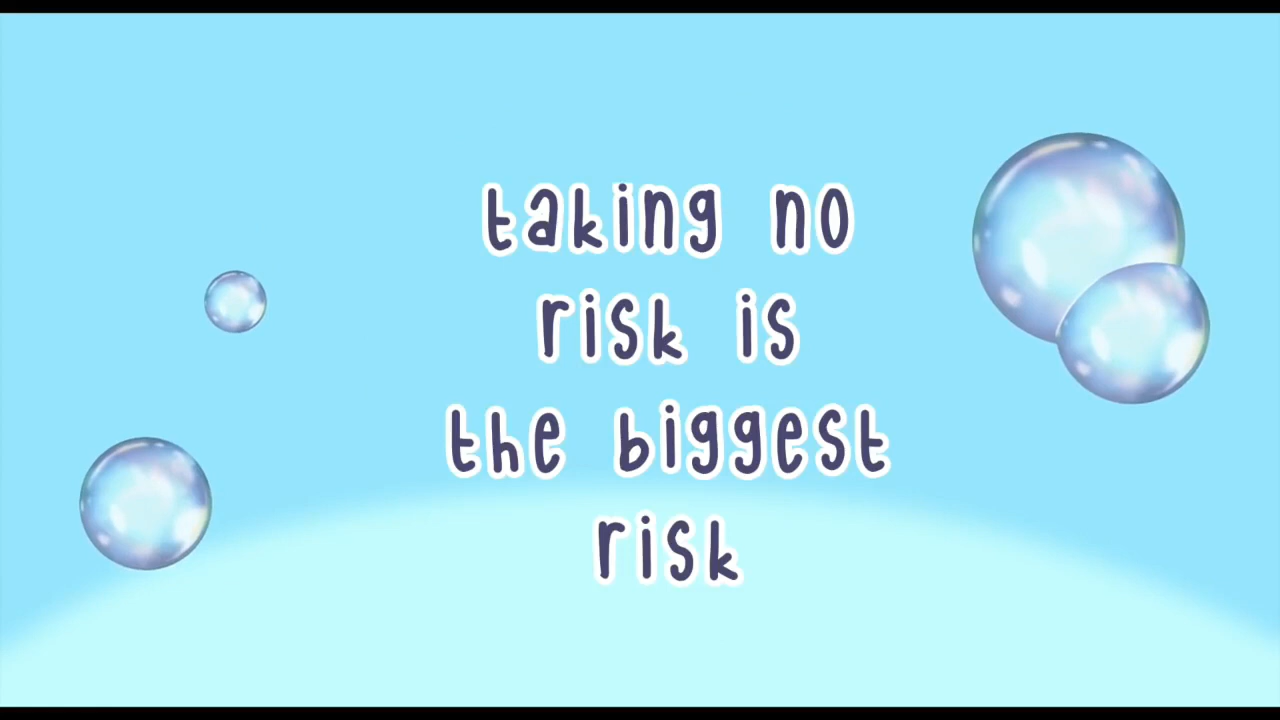 taking no
risk is
the biggest
risk